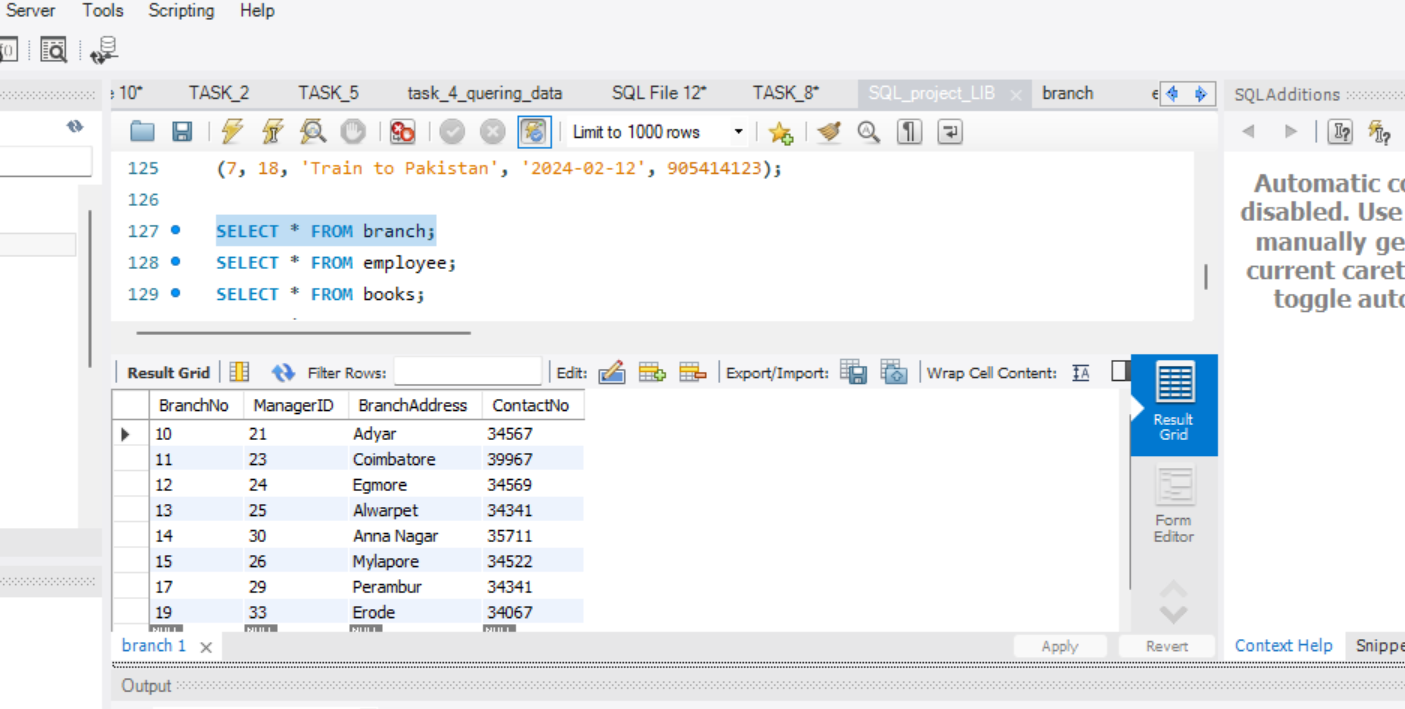 Server Tools Scripting Help
10* TASK_2 TASK_5 task_4_quering_data SQL File 12* TASK_8* SQL_project_LIB branch SQLAdditions
Limit to 1000 rows
125 (7, 18, 'Train to Pakistan', '2024-02-12', 905414123);
126
127 SELECT * FROM branch;
128 SELECT * FROM employee;
129 SELECT * FROM books;
Automatic co
disabled. Use
manually ge
current caret
toggle auto
Result Grid Filter Rows: Edit: Export/Import: Wrap Cell Content:
BranchNo ManagerID BranchAddress ContactNo
10 21 Adyar 34567
11 23 Coimbatore 39967
12 24 Egmore 34569
13 25 Alwarpet 34341
14 30 Anna Nagar 35711
15 26 Mylapore 34522
17 29 Perambur 34341
19 33 Erode 34067
NULL NULL NULL NULL
Result
Grid
Form
Editor
branch 1 Apply Revert Context Help Snippe
Output